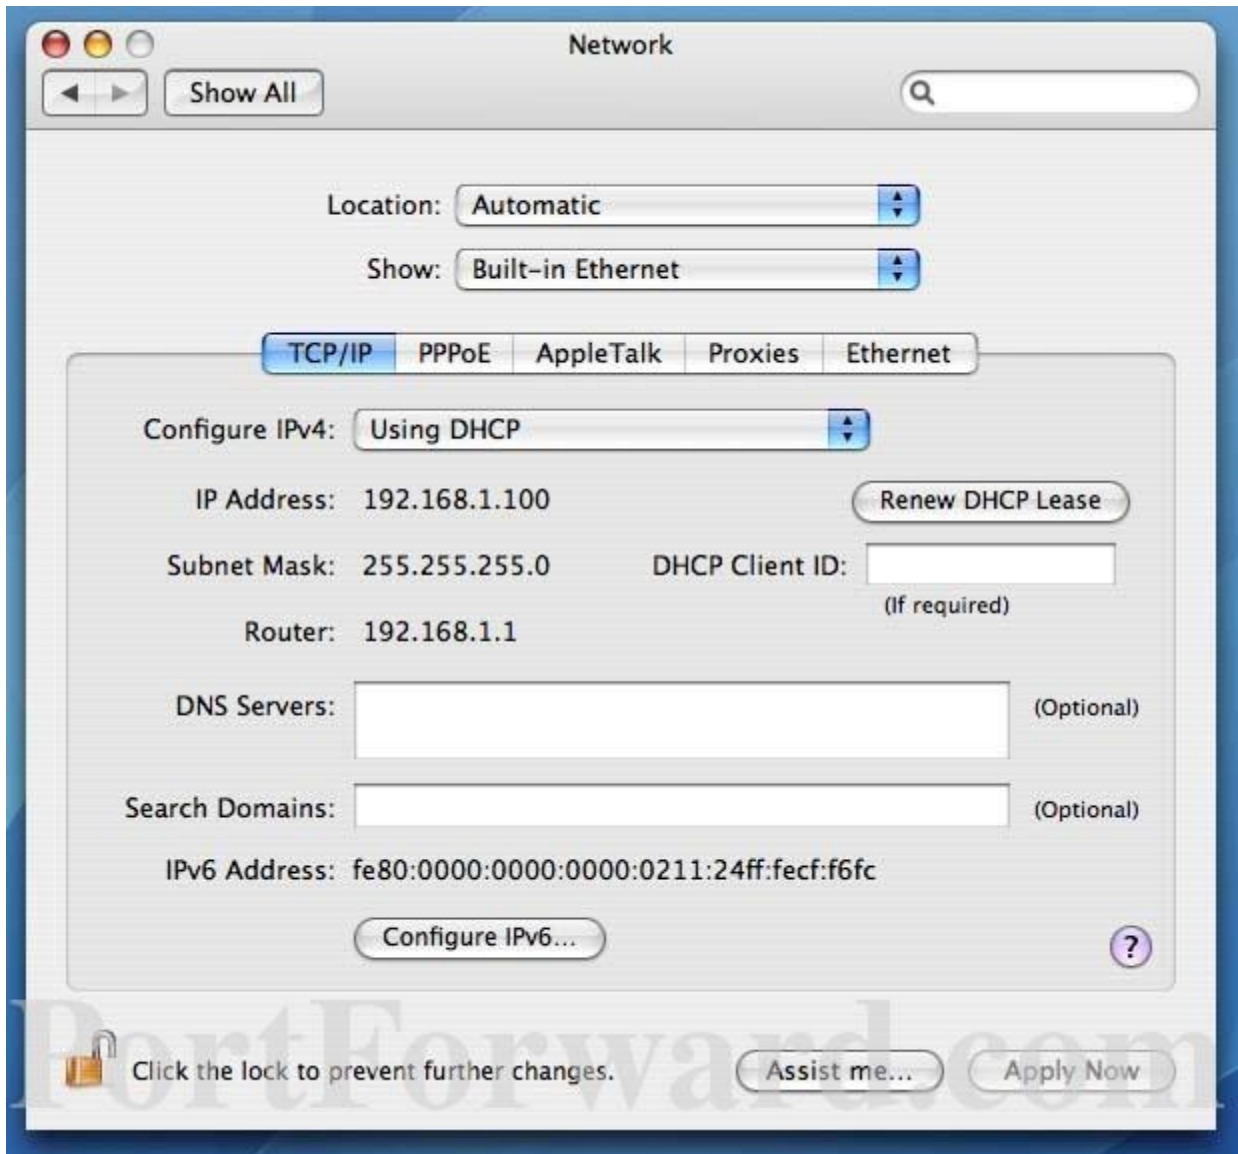 Network
Show All
Location: Automatic
Show: Built-in Ethernet
TCP/IP PPPoE AppleTalk Proxies Ethernet
Configure IPv4: Using DHCP
IP Address: 192.168.1.100 Renew DHCP Lease
Subnet Mask: 255.255.255.0 DHCP Client ID:
(If required)
Router: 192.168.1.1
DNS Servers: (Optional)
Search Domains: (Optional)
IPv6 Address: fe80:0000:0000:0000:0211:24ff:fecf:f6fc
Configure IPv6... ?
PortForward.com
Click the lock to prevent further changes. Assist me... Apply Now